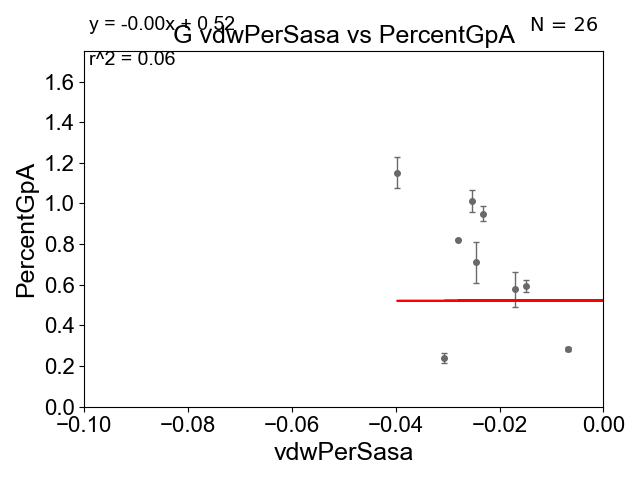 y = -0.00x + 0.52
G vdwPerSasa vs PercentGpA
N = 26
r^2 = 0.06
PercentGpA
1.6
1.4
1.2
1.0
0.8
0.6
0.4
0.2
0.0
−0.10
−0.08
−0.06
−0.04
−0.02
0.00
vdwPerSasa